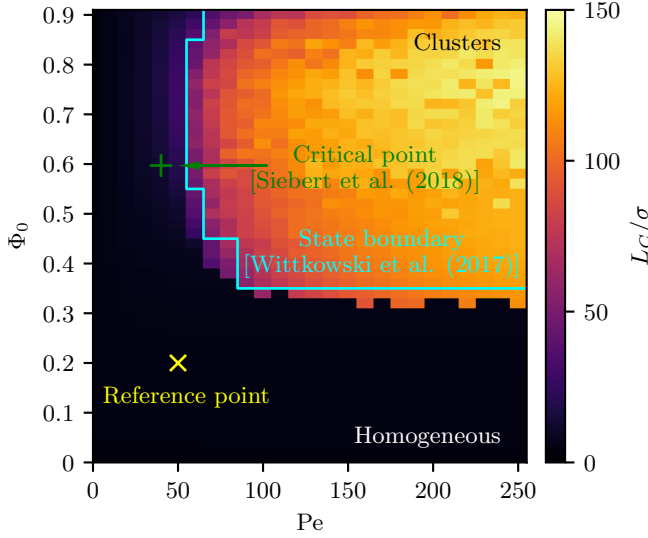 0.9
0.8
0.7
0.6
0.5
0.4
0.3
0.2
0.1
0
Φ₀
0 50 100 150 200 250
Pe
Clusters
Critical point
[Siebert et al. (2018)]
State boundary
[Wittkowski et al. (2017)]
Reference point
Homogeneous
150
100
50
0
L_C/σ